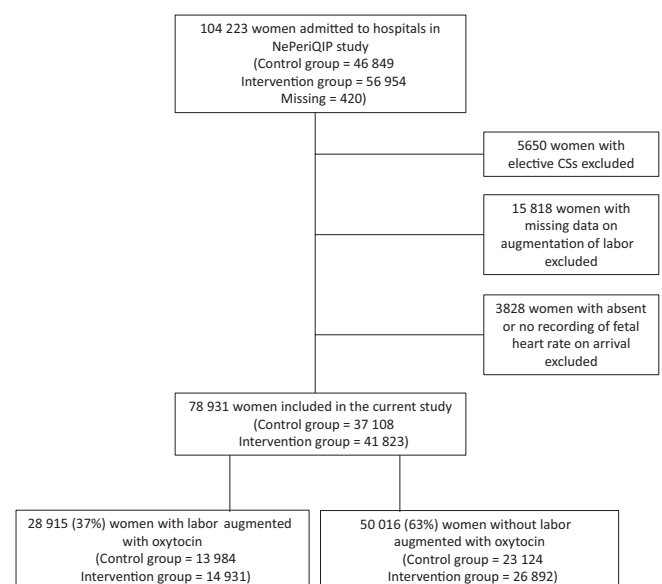 104 223 women admitted to hospitals in
NePeriQIP study
(Control group = 46 849
Intervention group = 56 954
Missing = 420)
5650 women with
elective CSs excluded
15 818 women with
missing data on
augmentation of labor
excluded
3828 women with absent
or no recording of fetal
heart rate on arrival
excluded
78 931 women included in the current study
(Control group = 37 108
Intervention group = 41 823)
28 915 (37%) women with labor augmented
with oxytocin
(Control group = 13 984
Intervention group = 14 931)
50 016 (63%) women without labor
augmented with oxytocin
(Control group = 23 124
Intervention group = 26 892)